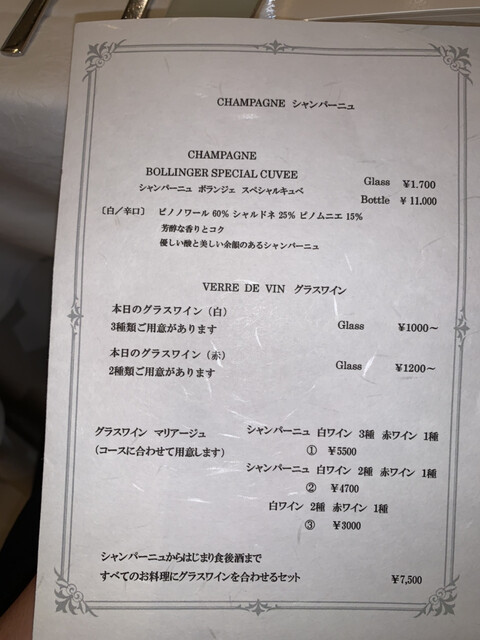 CHAMPAGNE シャンパーニュ
CHAMPAGNE
BOLLINGER SPECIAL CUVEE
Glass ¥1.700
シャンパーニュ ボランジェ スペシャルキュベ
Bottle ¥ 11,000
〔白／辛口〕 ピノノワール 60% シャルドネ 25% ピノムニエ 15%
芳醇な香りとコク
優しい酸と美しい余韻のあるシャンパーニュ
VERRE DE VIN グラスワイン
本日のグラスワイン（白）
3種類ご用意があります Glass ¥1000～
本日のグラスワイン（赤）
2種類ご用意があります Glass ¥1200～
グラスワイン マリアージュ シャンパーニュ 白ワイン 3種 赤ワイン 1種
（コースに合わせて用意します） ① ¥5500
シャンパーニュ 白ワイン 2種 赤ワイン 1種
② ¥4700
白ワイン 2種 赤ワイン 1種
③ ¥3000
シャンパーニュからはじまり食後酒まで
すべてのお料理にグラスワインを合わせるセット ¥7,500